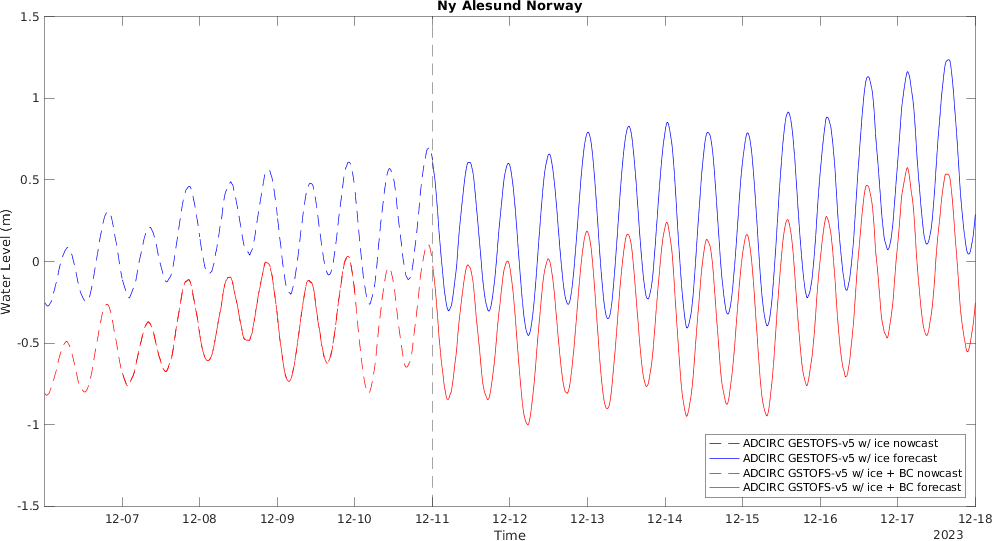 Ny Alesund Norway
1.5
1
0.5
0
-0.5
-1
-1.5
Water Level (m)
ADCIRC GESTOFS-v5 w/ ice nowcast
ADCIRC GESTOFS-v5 w/ ice forecast
ADCIRC GSTOFS-v5 w/ ice + BC nowcast
ADCIRC GSTOFS-v5 w/ ice + BC forecast
12-07 12-08 12-09 12-10 12-11 12-12 12-13 12-14 12-15 12-16 12-17 12-18
Time
2023